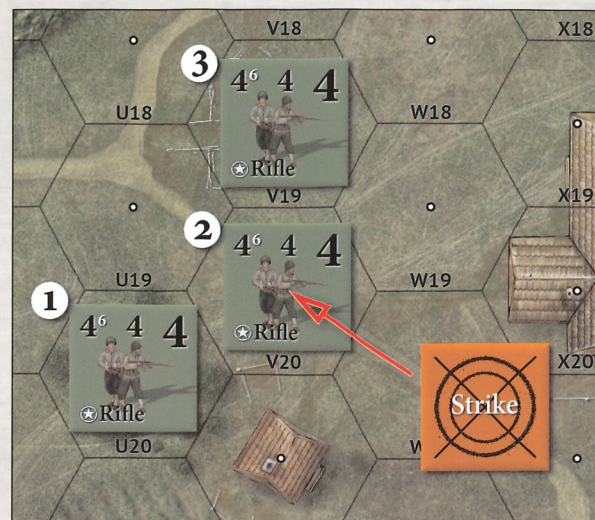 V18 X18
3
4⁶ 4 4
U18 W18
Rifle
V19 X19
2
4⁶ 4 4
U19 W19
1
4⁶ 4 4
Rifle
V20 X20
Strike
Rifle
U20